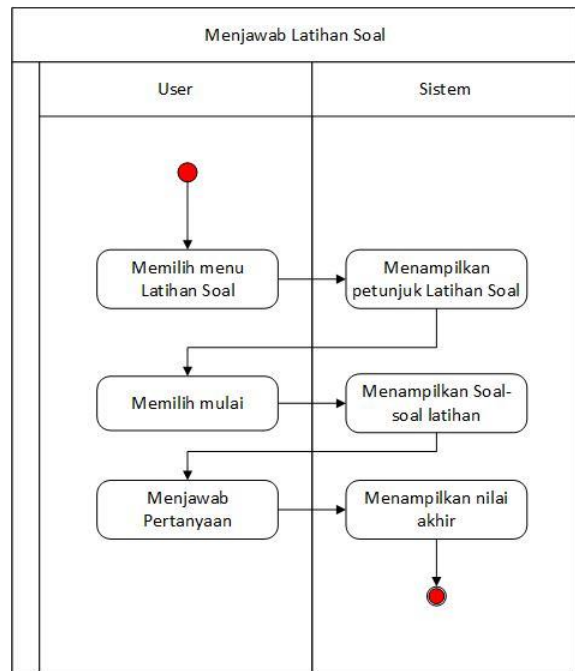 Menjawab Latihan Soal
User
Sistem
Memilih menu
Latihan Soal
Menampilkan
petunjuk Latihan Soal
Memilih mulai
Menampilkan Soal-
soal latihan
Menjawab
Pertanyaan
Menampilkan nilai
akhir